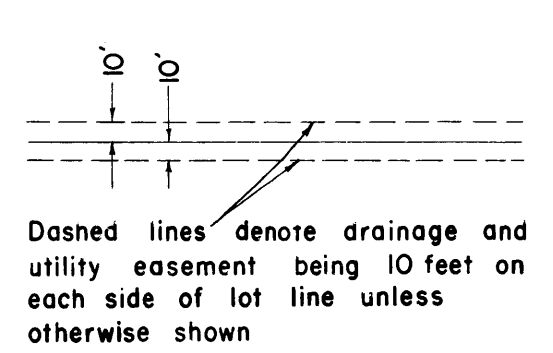 10' 10'
Dashed lines denote drainage and
utility easement being 10 feet on
each side of lot line unless
otherwise shown